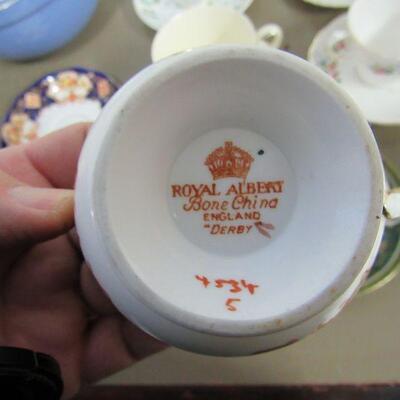 ROYAL ALBERT
Bone China
ENGLAND
"DERBY"
4534
5